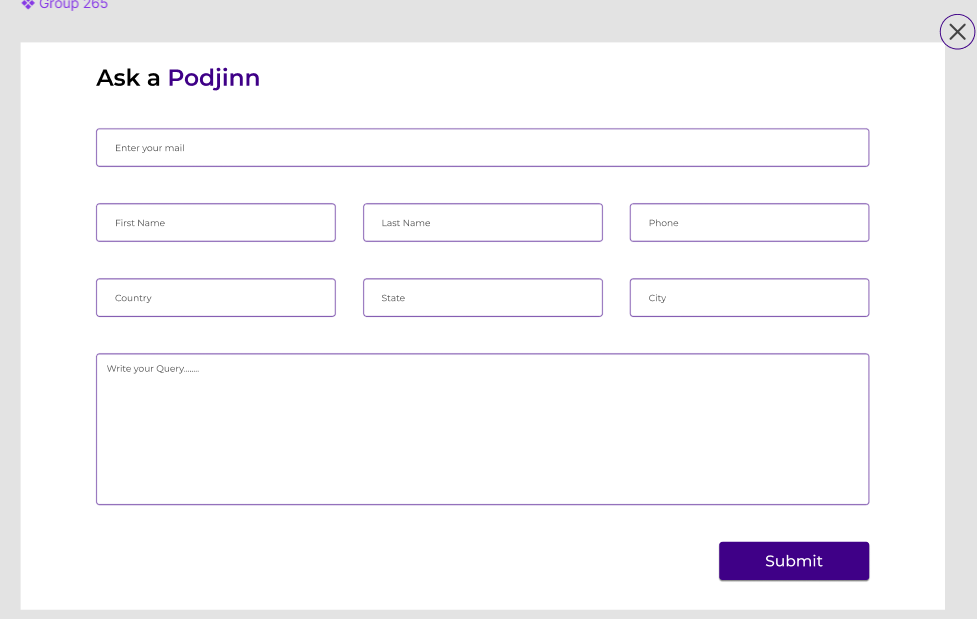 Group 265
Ask a Podjinn
Enter your mail
First Name
Last Name
Phone
Country
State
City
Write your Query........
Submit